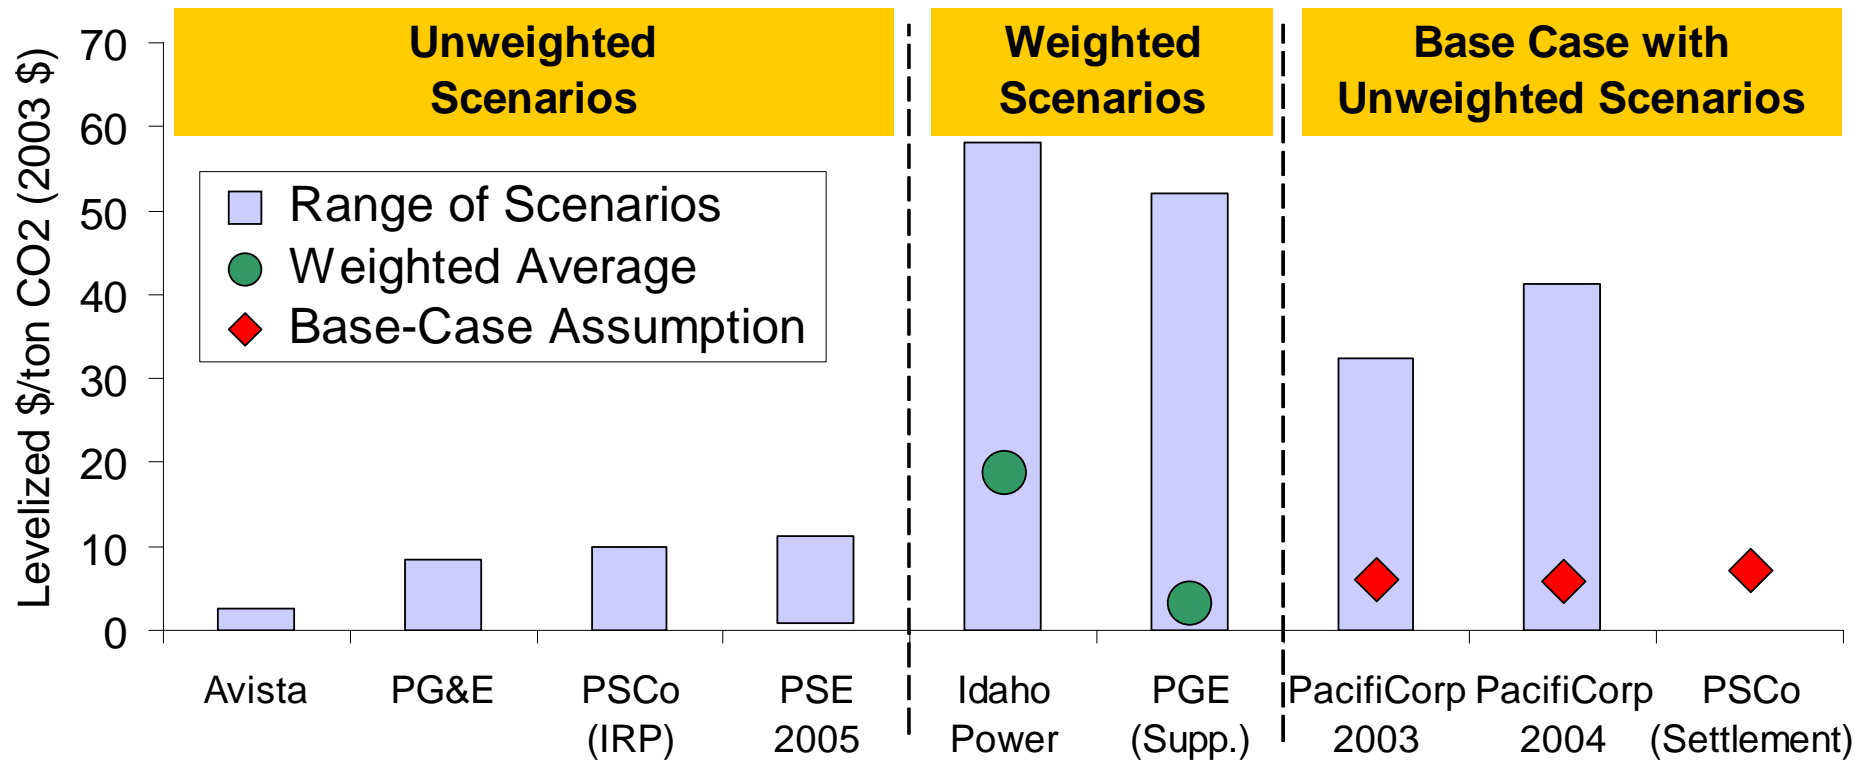 Unweighted
Scenarios
Weighted
Scenarios
Base Case with
Unweighted Scenarios
Levelized $/ton CO2 (2003 $)
70
60
50
40
30
20
10
0
Range of Scenarios
Weighted Average
Base-Case Assumption
Avista
PG&E
PSCo
(IRP)
PSE
2005
Idaho
Power
PGE
(Supp.)
PacifiCorp
2003
PacifiCorp
2004
PSCo
(Settlement)